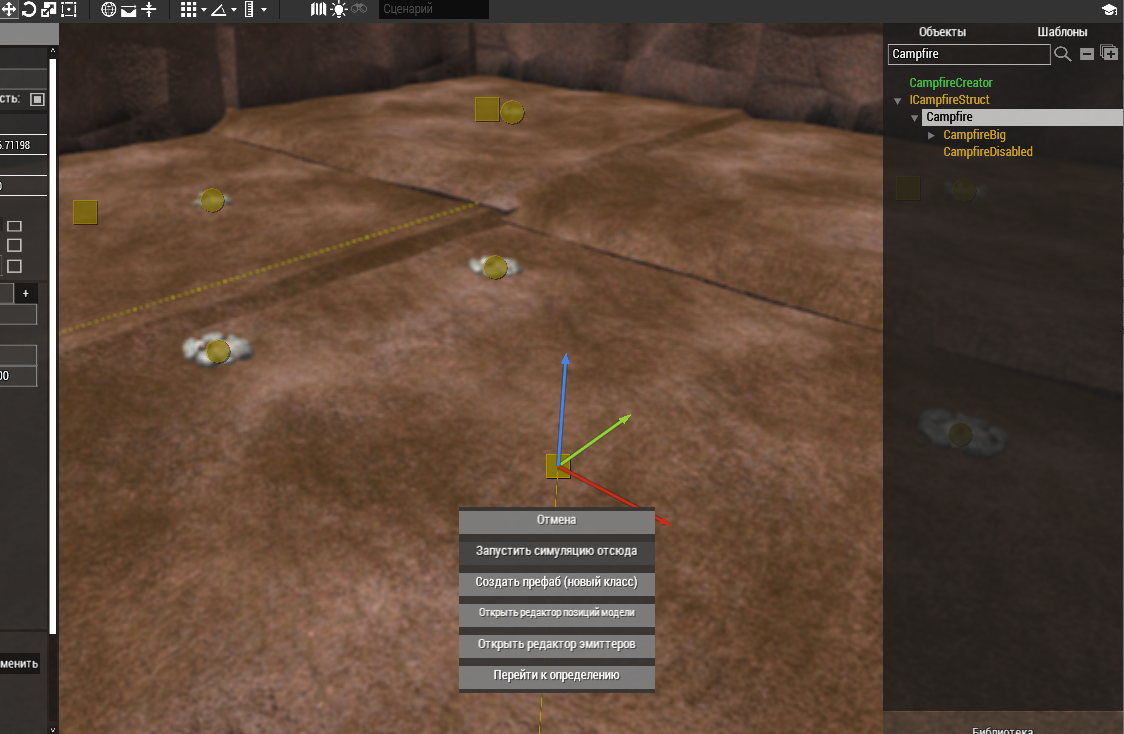 Сценарий
Объекты
Шаблоны
Campfire
CampfireCreator
ICampfireStruct
Campfire
CampfireBig
CampfireDisabled
сть:
5.71198
0
+
00
менить
Отмена
Запустить симуляцию отсюда
Создать префаб (новый класс)
Открыть редактор позиций модели
Открыть редактор эмиттеров
Перейти к определению
Библиотека